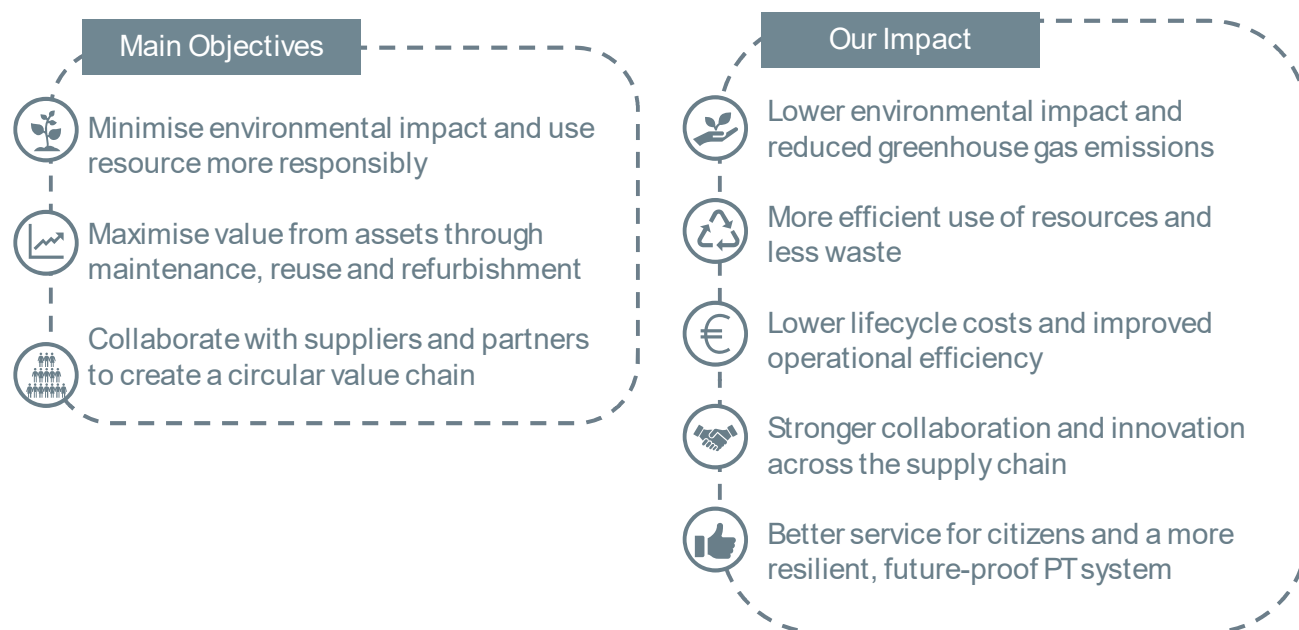 Main Objectives
Minimise environmental impact and use
resource more responsibly
Maximise value from assets through
maintenance, reuse and refurbishment
Collaborate with suppliers and partners
to create a circular value chain
Our Impact
Lower environmental impact and
reduced greenhouse gas emissions
More efficient use of resources and
less waste
€
Lower lifecycle costs and improved
operational efficiency
Stronger collaboration and innovation
across the supply chain
Better service for citizens and a more
resilient, future-proof PT system